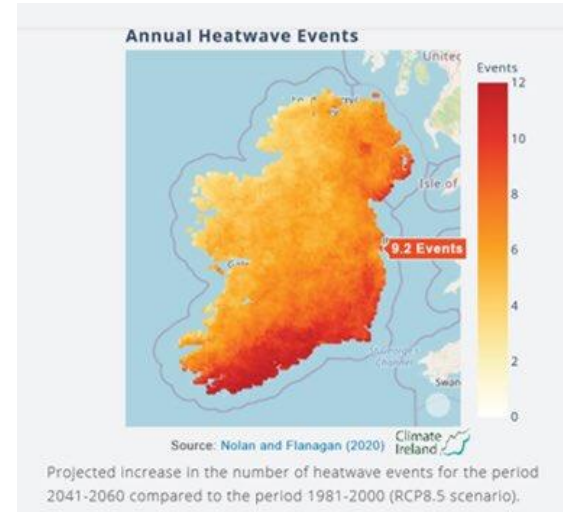 Annual Heatwave Events
United
Events
12
10
Isle of
8
9.2 Events
6
4
2
Swan
0
Source: Nolan and Flanagan (2020)
Climate
Ireland
Projected increase in the number of heatwave events for the period
2041-2060 compared to the period 1981-2000 (RCP8.5 scenario).